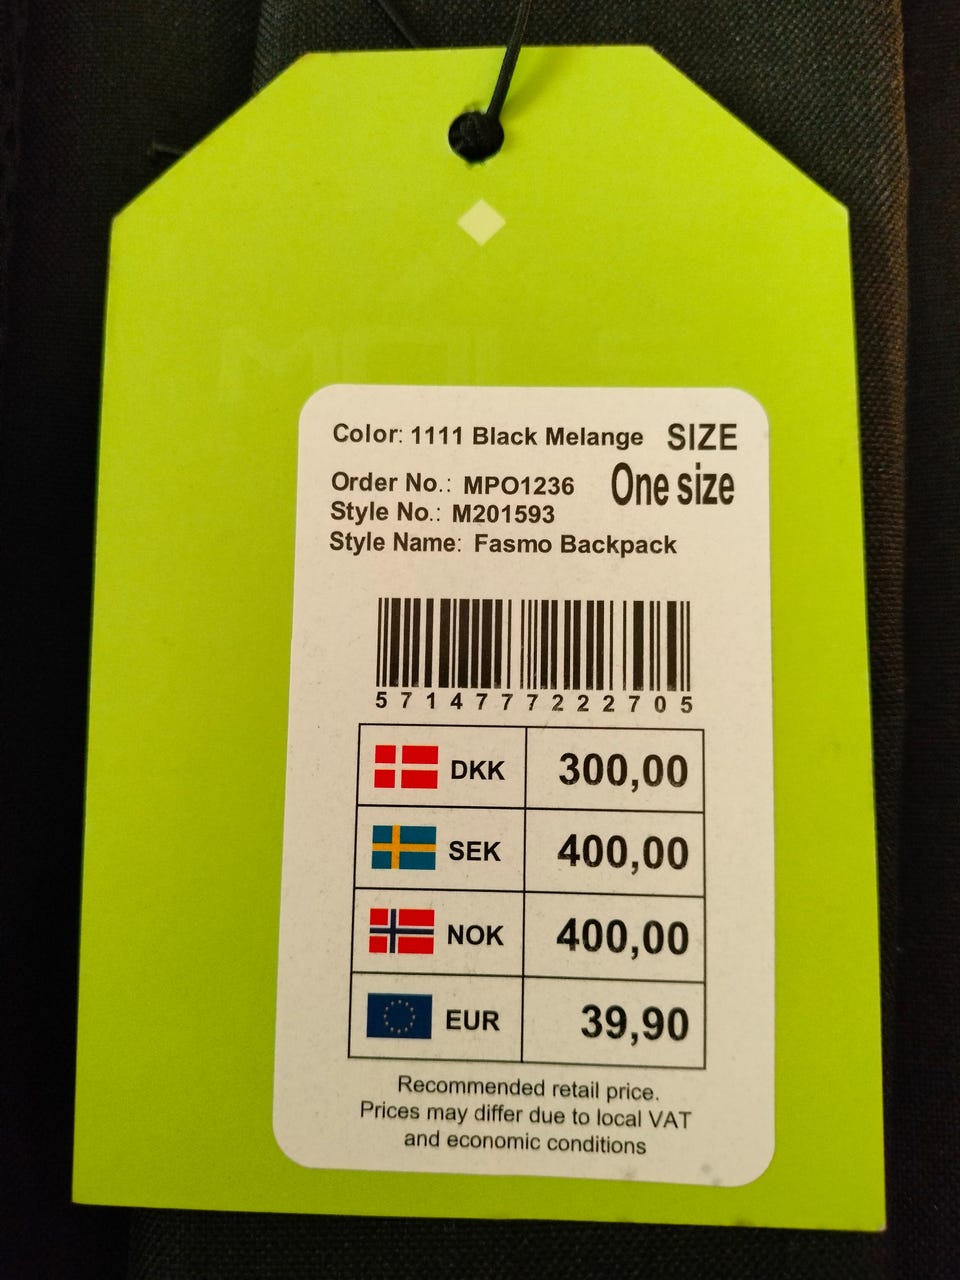 Color: 1111 Black Melange SIZE
Order No.: MPO1236 One size
Style No.: M201593
Style Name: Fasmo Backpack
5714777222705
DKK 300,00
SEK 400,00
NOK 400,00
EUR 39,90
Recommended retail price.
Prices may differ due to local VAT
and economic conditions